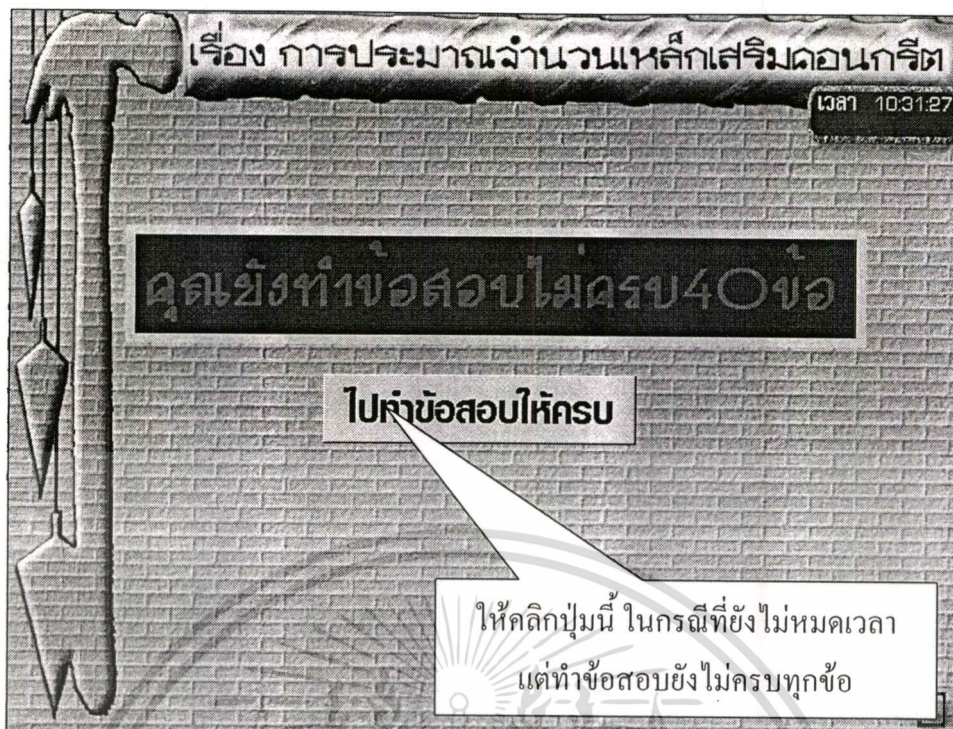 เรื่อง การประมาณจำนวนเหล็กเสริมคอนกรีต
เวลา 10:31:27
คุณยังทำข้อสอบไม่ครบ40ข้อ
ไปทำข้อสอบให้ครบ
ให้คลิกปุ่มนี้ ในกรณีที่ยังไม่หมดเวลา
แต่ทำข้อสอบยังไม่ครบทุกข้อ